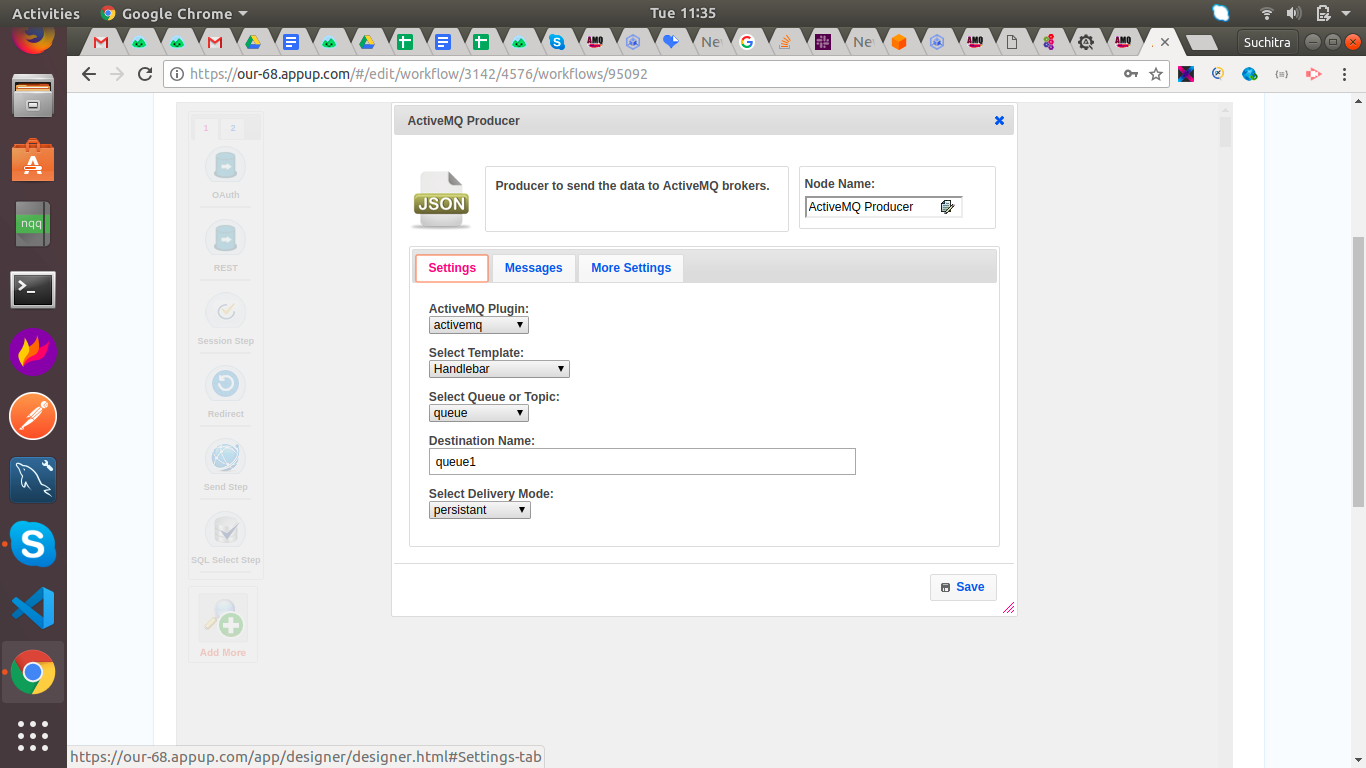 Activities Google Chrome Tue 11:35
Suchitra
https://our-68.appup.com/#/edit/workflow/3142/4576/workflows/95092
ActiveMQ Producer
1 2
OAuth
REST
Session Step
Redirect
Send Step
SQL Select Step
Add More
JSON
Producer to send the data to ActiveMQ brokers.
Node Name:
ActiveMQ Producer
Settings Messages More Settings
ActiveMQ Plugin:
activemq
Select Template:
Handlebar
Select Queue or Topic:
queue
Destination Name:
queue1
Select Delivery Mode:
persistant
Save
https://our-68.appup.com/app/designer/designer.html#Settings-tab